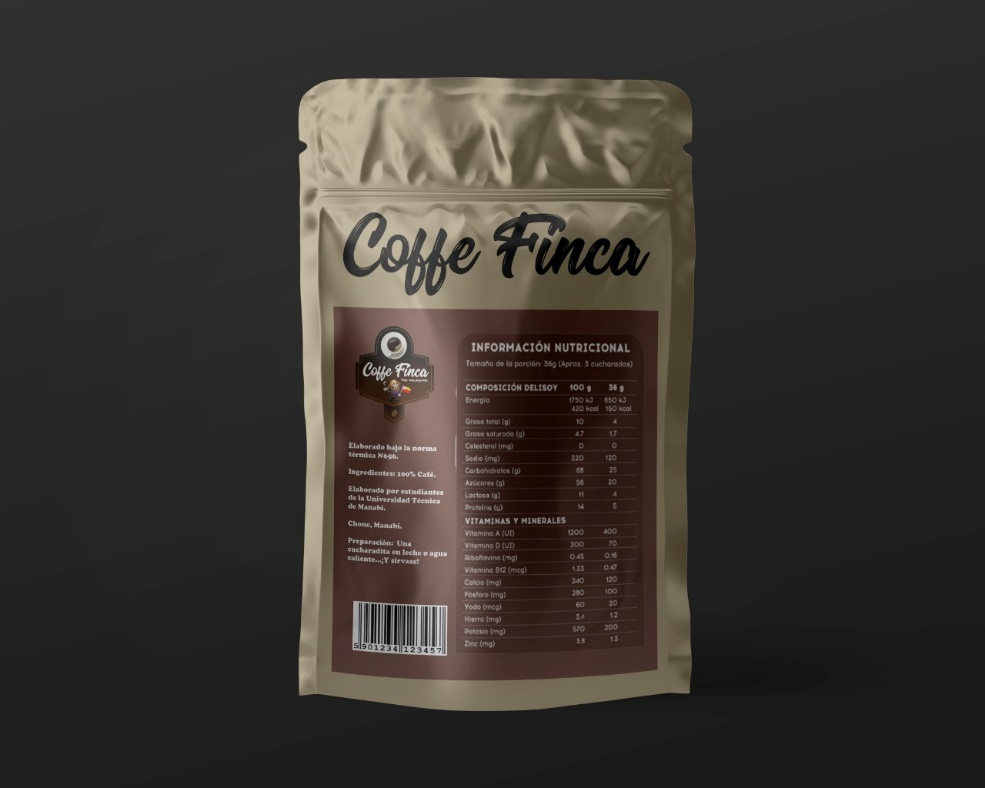 Coffe Finca
Coffe Finca
Elaborado bajo la norma
térmica N656.
Ingredientes: 100% Café.
Elaborado por estudiantes
de la Universidad Técnica
de Manabí.
Chone, Manabí.
Preparación: Una
cucharadita en leche o agua
caliente...¡Y sirvase!
5 901234 123457
INFORMACIÓN NUTRICIONAL
Tamaño de la porción: 36g (Aprox. 3 cucharadas)
COMPOSICIÓN DELISOY 100 g 36 g
Energía 1750 kJ 650 kJ
420 kcal 150 kcal
Grasa total (g) 10 4
Grasa saturada (g) 4.7 1.7
Colesterol (mg) 0 0
Sodio (mg) 320 120
Carbohidratos (g) 68 25
Azúcares (g) 56 20
Lactosa (g) 11 4
Proteína (g) 14 5
VITAMINAS Y MINERALES
Vitamina A (UI) 1200 400
Vitamina D (UI) 200 70
Riboflavina (mg) 0.45 0.16
Vitamina B12 (mcg) 1.33 0.47
Calcio (mg) 340 120
Fósforo (mg) 280 100
Yodo (mcg) 60 20
Hierro (mg) 1.2
Potasio (mg) 570 200
Zinc (mg) 3.8 1.3